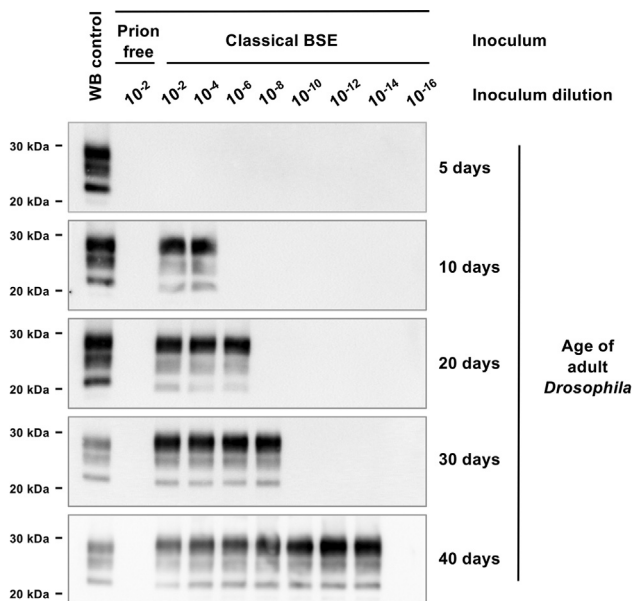 WB control
Prion
free
Classical BSE
Inoculum
10-2 10-2 10-4 10-6 10-8 10-10 10-12 10-14 10-16
Inoculum dilution
30 kDa
5 days
20 kDa
30 kDa
10 days
20 kDa
30 kDa
20 days
20 kDa
30 kDa
30 days
20 kDa
30 kDa
40 days
20 kDa
Age of
adult
Drosophila